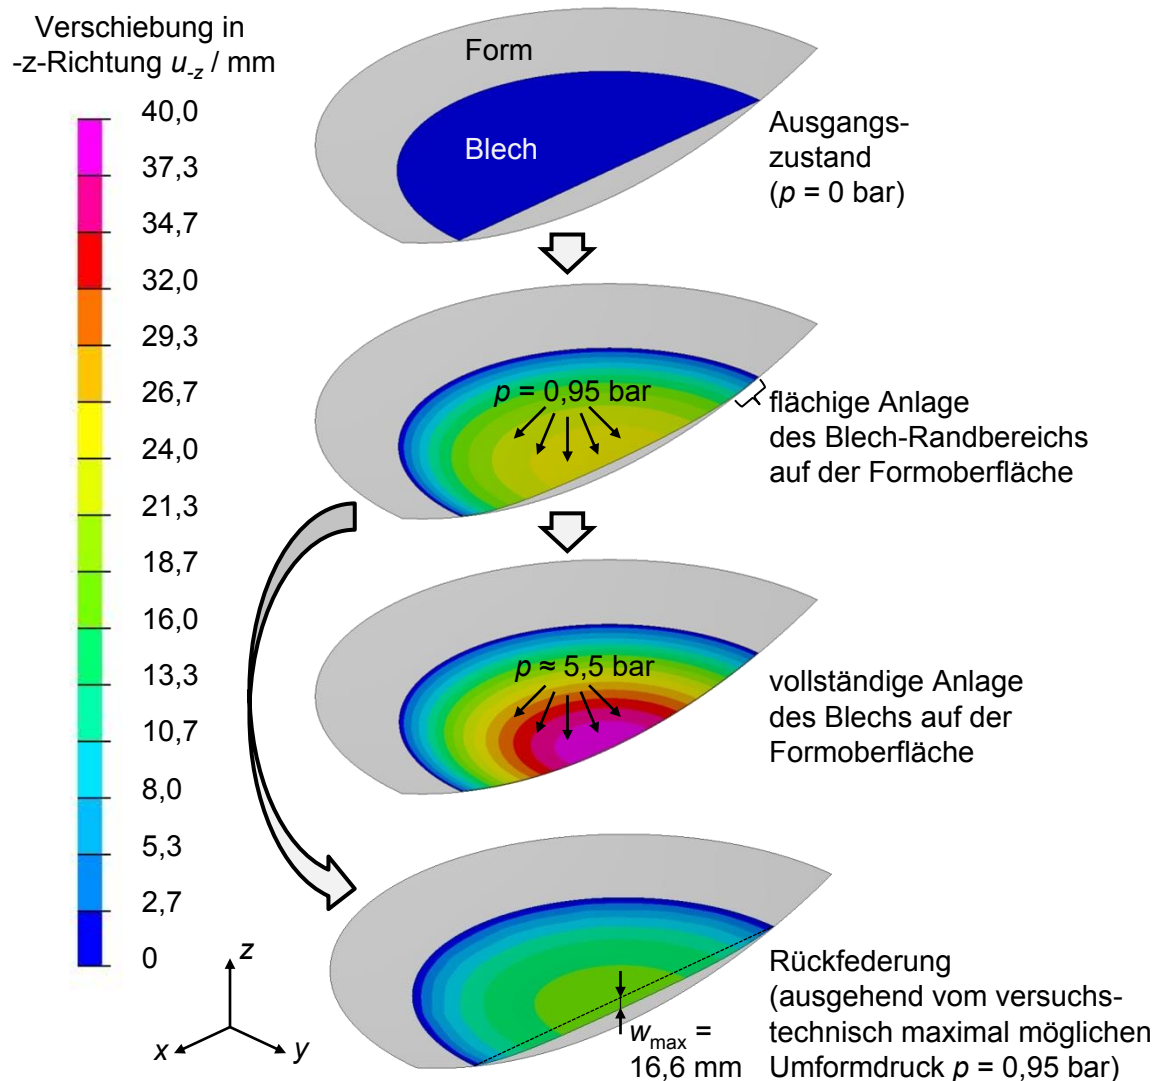 Verschiebung in
-z-Richtung u-z / mm
40,0
37,3
34,7
32,0
29,3
26,7
24,0
21,3
18,7
16,0
13,3
10,7
8,0
5,3
2,7
0
Form
Blech
Ausgangs-
zustand
(p = 0 bar)
p = 0,95 bar
flächige Anlage
des Blech-Randbereichs
auf der Formoberfläche
p ≈ 5,5 bar
vollständige Anlage
des Blechs auf der
Formoberfläche
z
x
y
wmax =
16,6 mm
Rückfederung
(ausgehend vom versuchs-
technisch maximal möglichen
Umformdruck p = 0,95 bar)